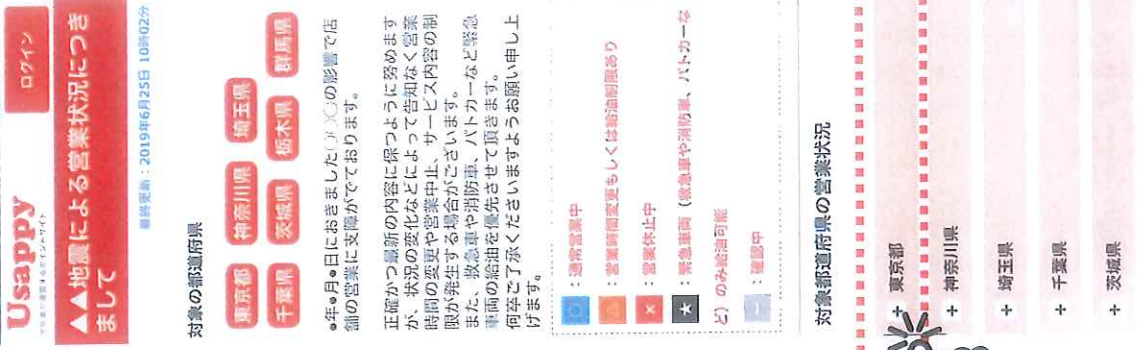 Usappy
ログイン
▲▲地震による営業状況につき
まして
最終更新：2019年6月25日 10時02分
対象の都道府県
東京都 神奈川県 埼玉県
千葉県 茨城県 栃木県 群馬県
●年●月●日におきました〇〇〇の影響で店
舗の営業に支障がでております。
正確かつ最新の内容に保つように努めます
が、状況の変化などによって告知なく営業
時間の変更や営業中止、サービス内容の制
限が発生する場合がございます。
また、救急車や消防車、パトカーなど緊急
車両の給油を優先させて頂きます。
何卒ご了承くださいますようお願い申し上
げます。
○：通常営業中
△：営業時間変更もしくは給油制限あり
×：営業休止中
★：緊急車両（救急車や消防車、パトカーな
ど）のみ給油可能
：確認中
対象都道府県の営業状況
+ 東京都
+ 神奈川県
+ 埼玉県
+ 千葉県
+ 茨城県